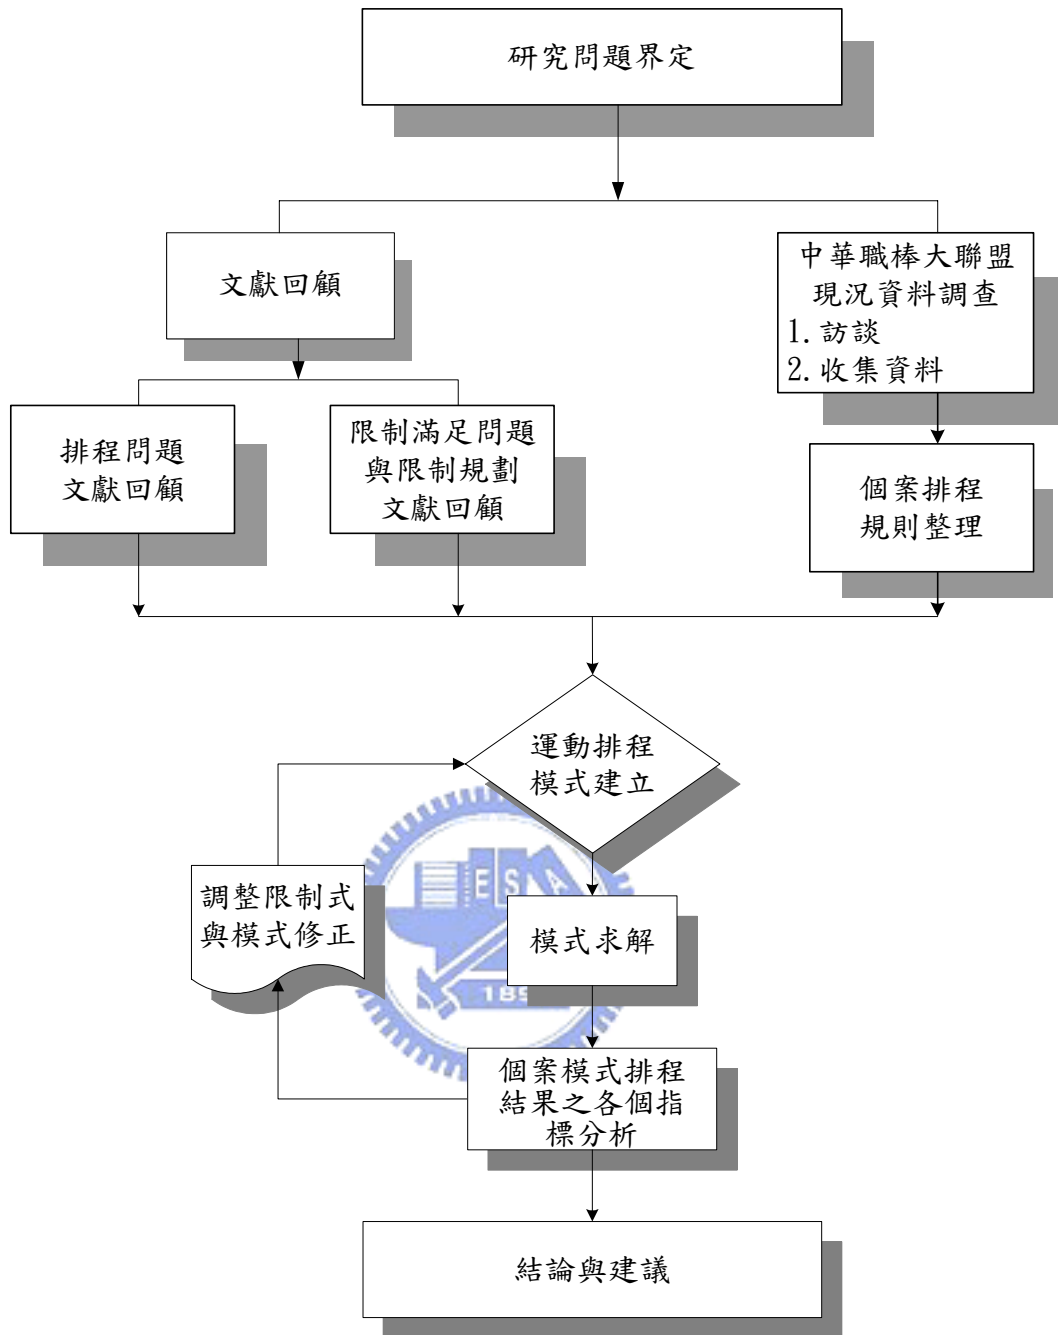 研究問題界定
文獻回顧
中華職棒大聯盟
現況資料調查
1.訪談
2.收集資料
排程問題
文獻回顧
限制滿足問題
與限制規劃
文獻回顧
個案排程
規則整理
運動排程
模式建立
調整限制式
與模式修正
模式求解
個案模式排程
結果之各個指
標分析
結論與建議
ESA
189